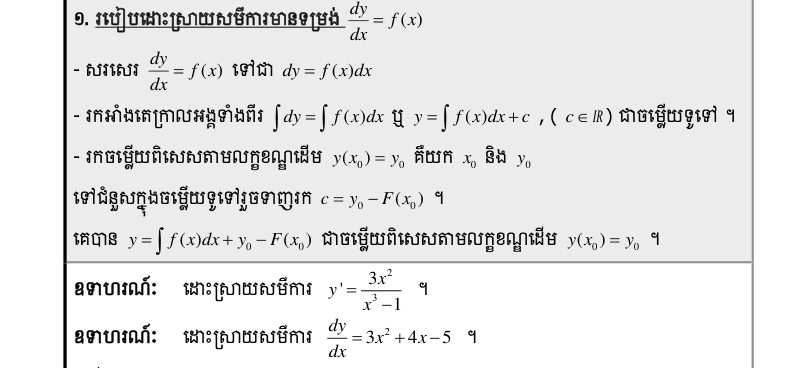 ១. របៀបដោះស្រាយសមីការមានទម្រង់ dy/dx = f(x)
- សរសេរ dy/dx = f(x) ទៅជា dy = f(x)dx
- រកអាំងតេក្រាលអង្គទាំងពីរ ∫dy = ∫f(x)dx ឬ y = ∫f(x)dx + c , ( c ∈ ℝ ) ជាចម្លើយទូទៅ ។
- រកចម្លើយពិសេសតាមលក្ខខណ្ឌដើម y(x₀) = y₀ គឺយក x₀ និង y₀
ទៅជំនួសក្នុងចម្លើយទូទៅរួចទាញរក c = y₀ − F(x₀) ។
គេបាន y = ∫f(x)dx + y₀ − F(x₀) ជាចម្លើយពិសេសតាមលក្ខខណ្ឌដើម y(x₀) = y₀ ។
ឧទាហរណ៍: ដោះស្រាយសមីការ y' = 3x²/(x³ − 1) ។
ឧទាហរណ៍: ដោះស្រាយសមីការ dy/dx = 3x² + 4x − 5 ។